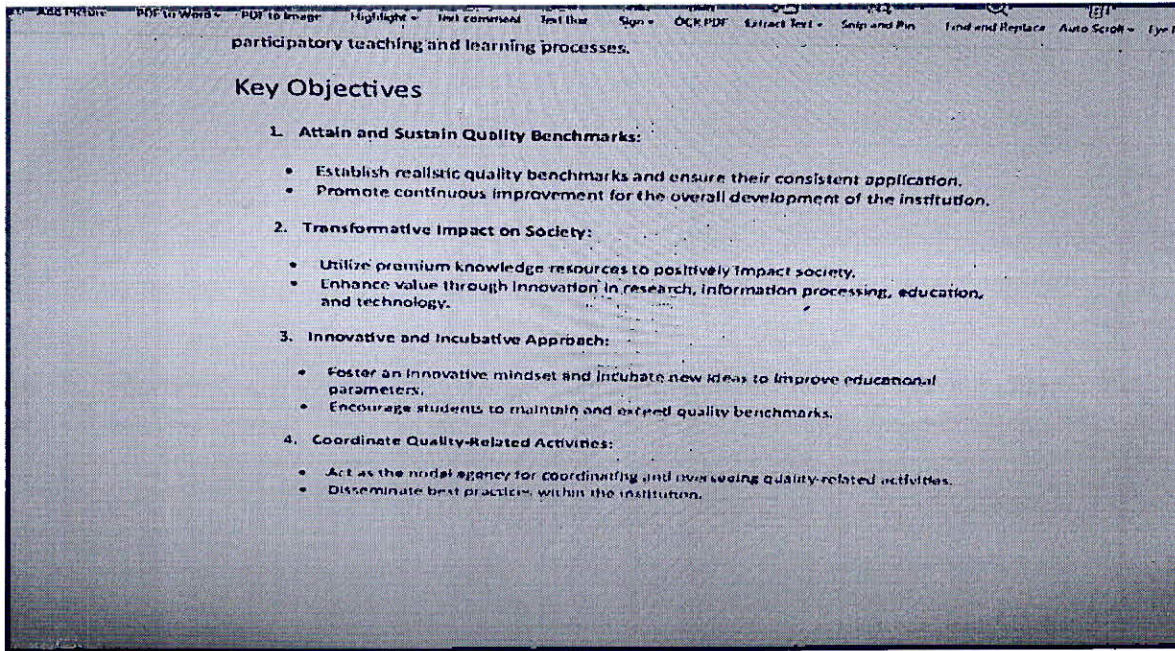 Add Picture PDF to Word PDF to Image Highlight Text comment Text Box Sign OCR PDF Extract Text Snip and Pin Find and Replace Auto Scroll Eye
participatory teaching and learning processes.
Key Objectives
1. Attain and Sustain Quality Benchmarks:
• Establish realistic quality benchmarks and ensure their consistent application.
• Promote continuous improvement for the overall development of the institution.
2. Transformative Impact on Society:
• Utilize premium knowledge resources to positively impact society.
• Enhance value through innovation in research, information processing, education,
and technology.
3. Innovative and Incubative Approach:
• Foster an innovative mindset and incubate new ideas to improve educational
parameters.
• Encourage students to maintain and exceed quality benchmarks.
4. Coordinate Quality-Related Activities:
• Act as the nodal agency for coordinating and overseeing quality-related activities.
• Disseminate best practices within the institution.